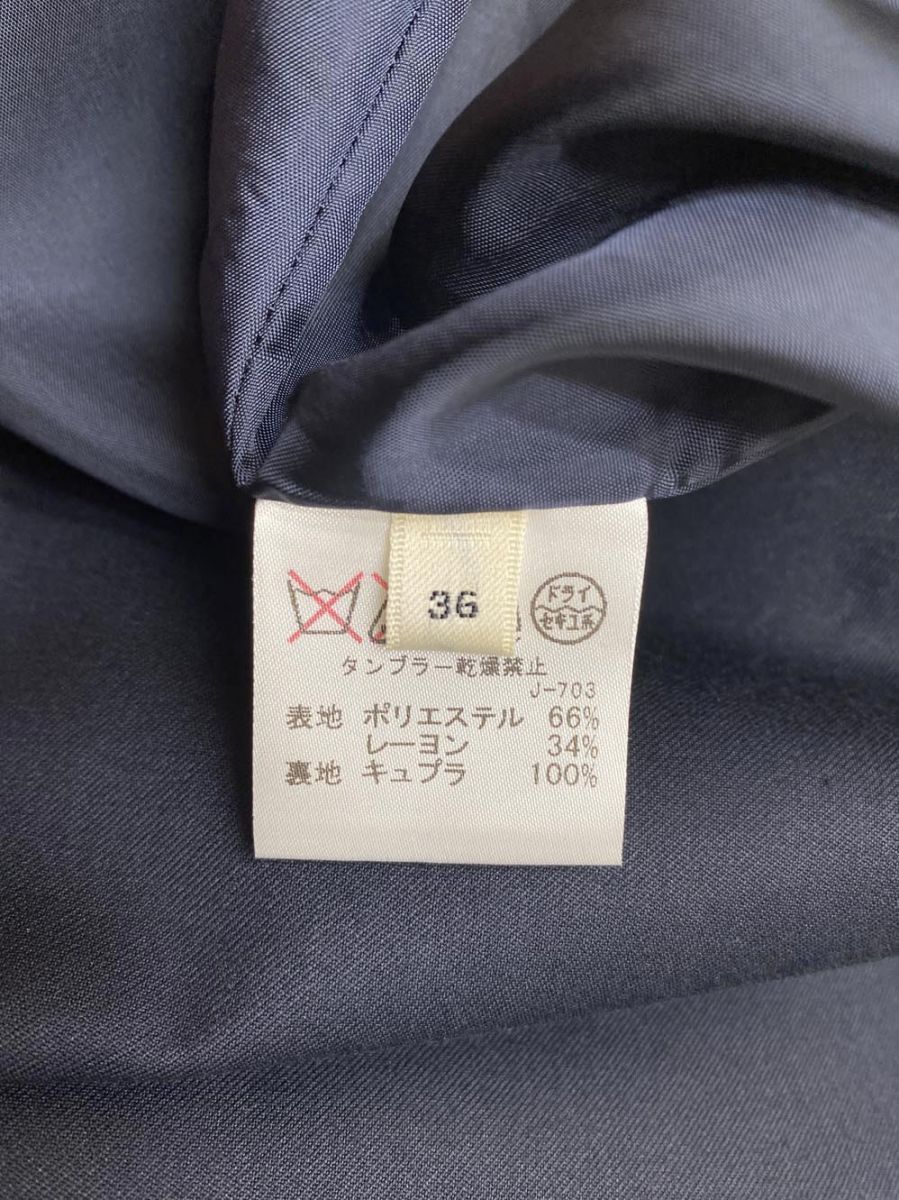 36
ドライ
セキユ系
タンブラー乾燥禁止
J-703
表地 ポリエステル 66%
レーヨン 34%
裏地 キュプラ 100%